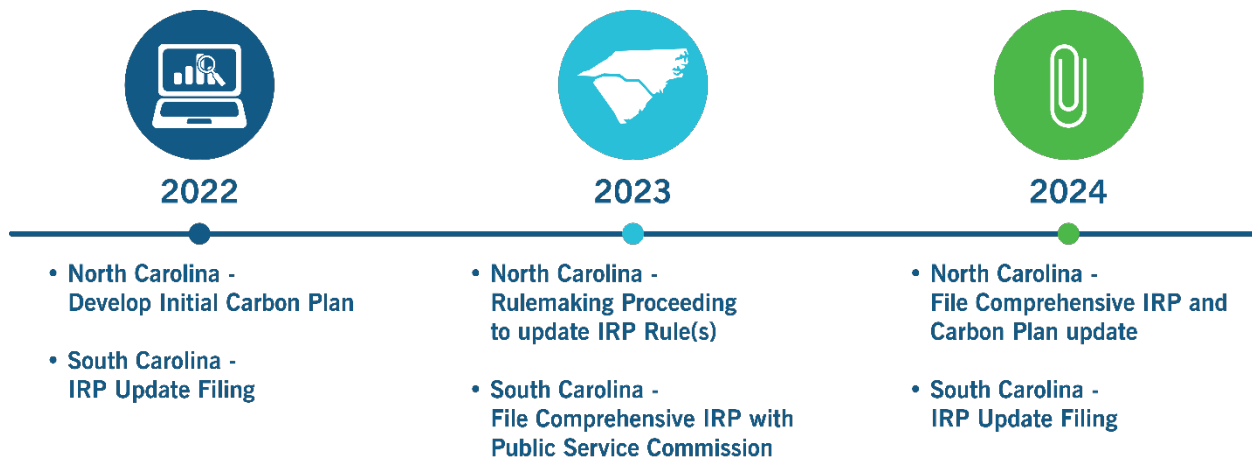 2022
• North Carolina -
Develop Initial Carbon Plan
• South Carolina -
IRP Update Filing
2023
• North Carolina -
Rulemaking Proceeding
to update IRP Rule(s)
• South Carolina -
File Comprehensive IRP with
Public Service Commission
2024
• North Carolina -
File Comprehensive IRP and
Carbon Plan update
• South Carolina -
IRP Update Filing